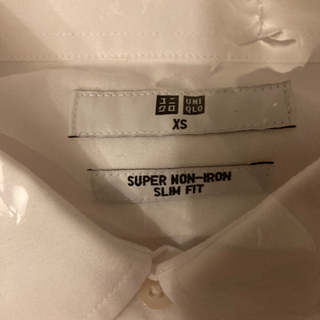 ユニ UNI
クロ QLO
XS
SUPER NON-IRON
SLIM FIT